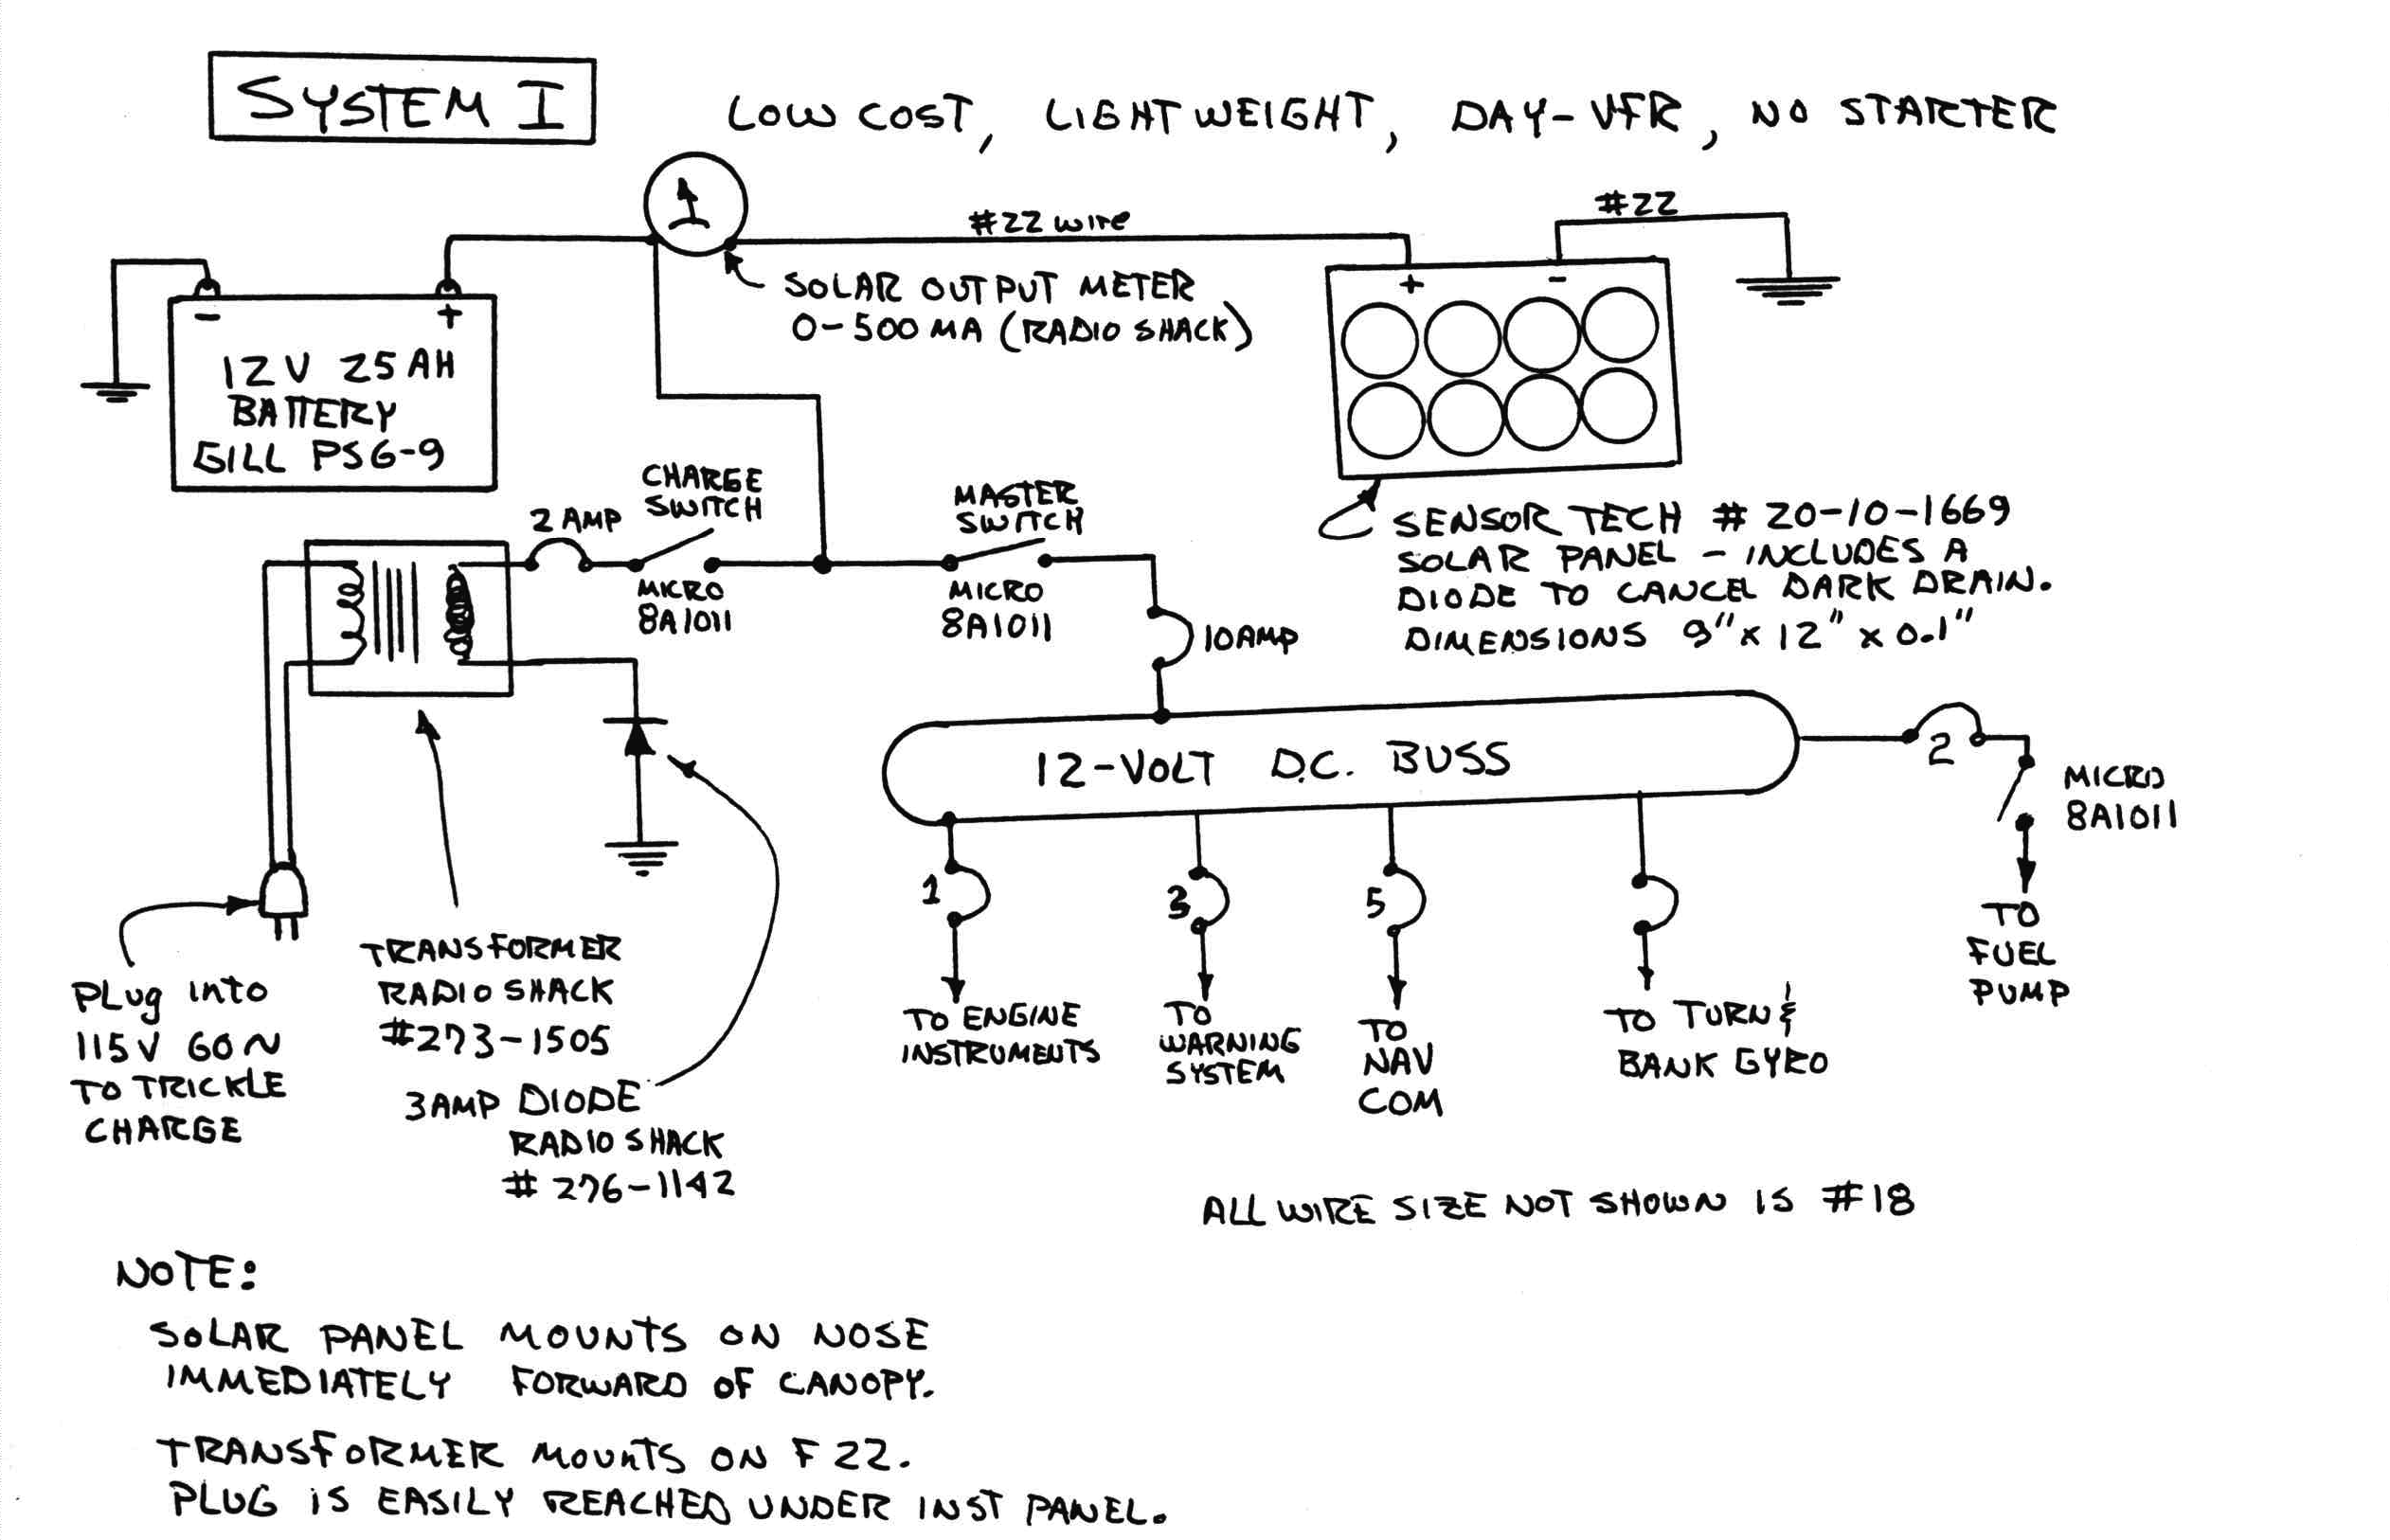 SYSTEM I
LOW COST, LIGHT WEIGHT, DAY-VFR, NO STARTER
#22 wire
#22
SOLAR OUTPUT METER
0-500 MA (RADIO SHACK)
- +
12V 25AH
BATTERY
GILL PS6-9
+ -
SENSOR TECH # 20-10-1669
SOLAR PANEL - INCLUDES A
DIODE TO CANCEL DARK DRAIN.
DIMENSIONS 9" x 12" x 0.1"
2 AMP
CHARGE
SWITCH
MICRO
8A1011
MASTER
SWITCH
MICRO
8A1011
10AMP
12-VOLT D.C. BUSS
2
MICRO
8A1011
TO
FUEL
PUMP
1
TO ENGINE
INSTRUMENTS
3
TO
WARNING
SYSTEM
5
TO
NAV
COM
TO TURN &
BANK GYRO
PLug into
115V 60~
TO TRICKLE
CHARGE
TRANSFORMER
RADIO SHACK
#273-1505
3AMP DIODE
RADIO SHACK
# 276-1142
ALL WIRE SIZE NOT SHOWN IS #18
NOTE:
SOLAR PANEL MOUNTS ON NOSE
IMMEDIATELY FORWARD OF CANOPY.
TRANSFORMER MOUNTS ON F22.
PLUG IS EASILY REACHED UNDER INST PANEL.